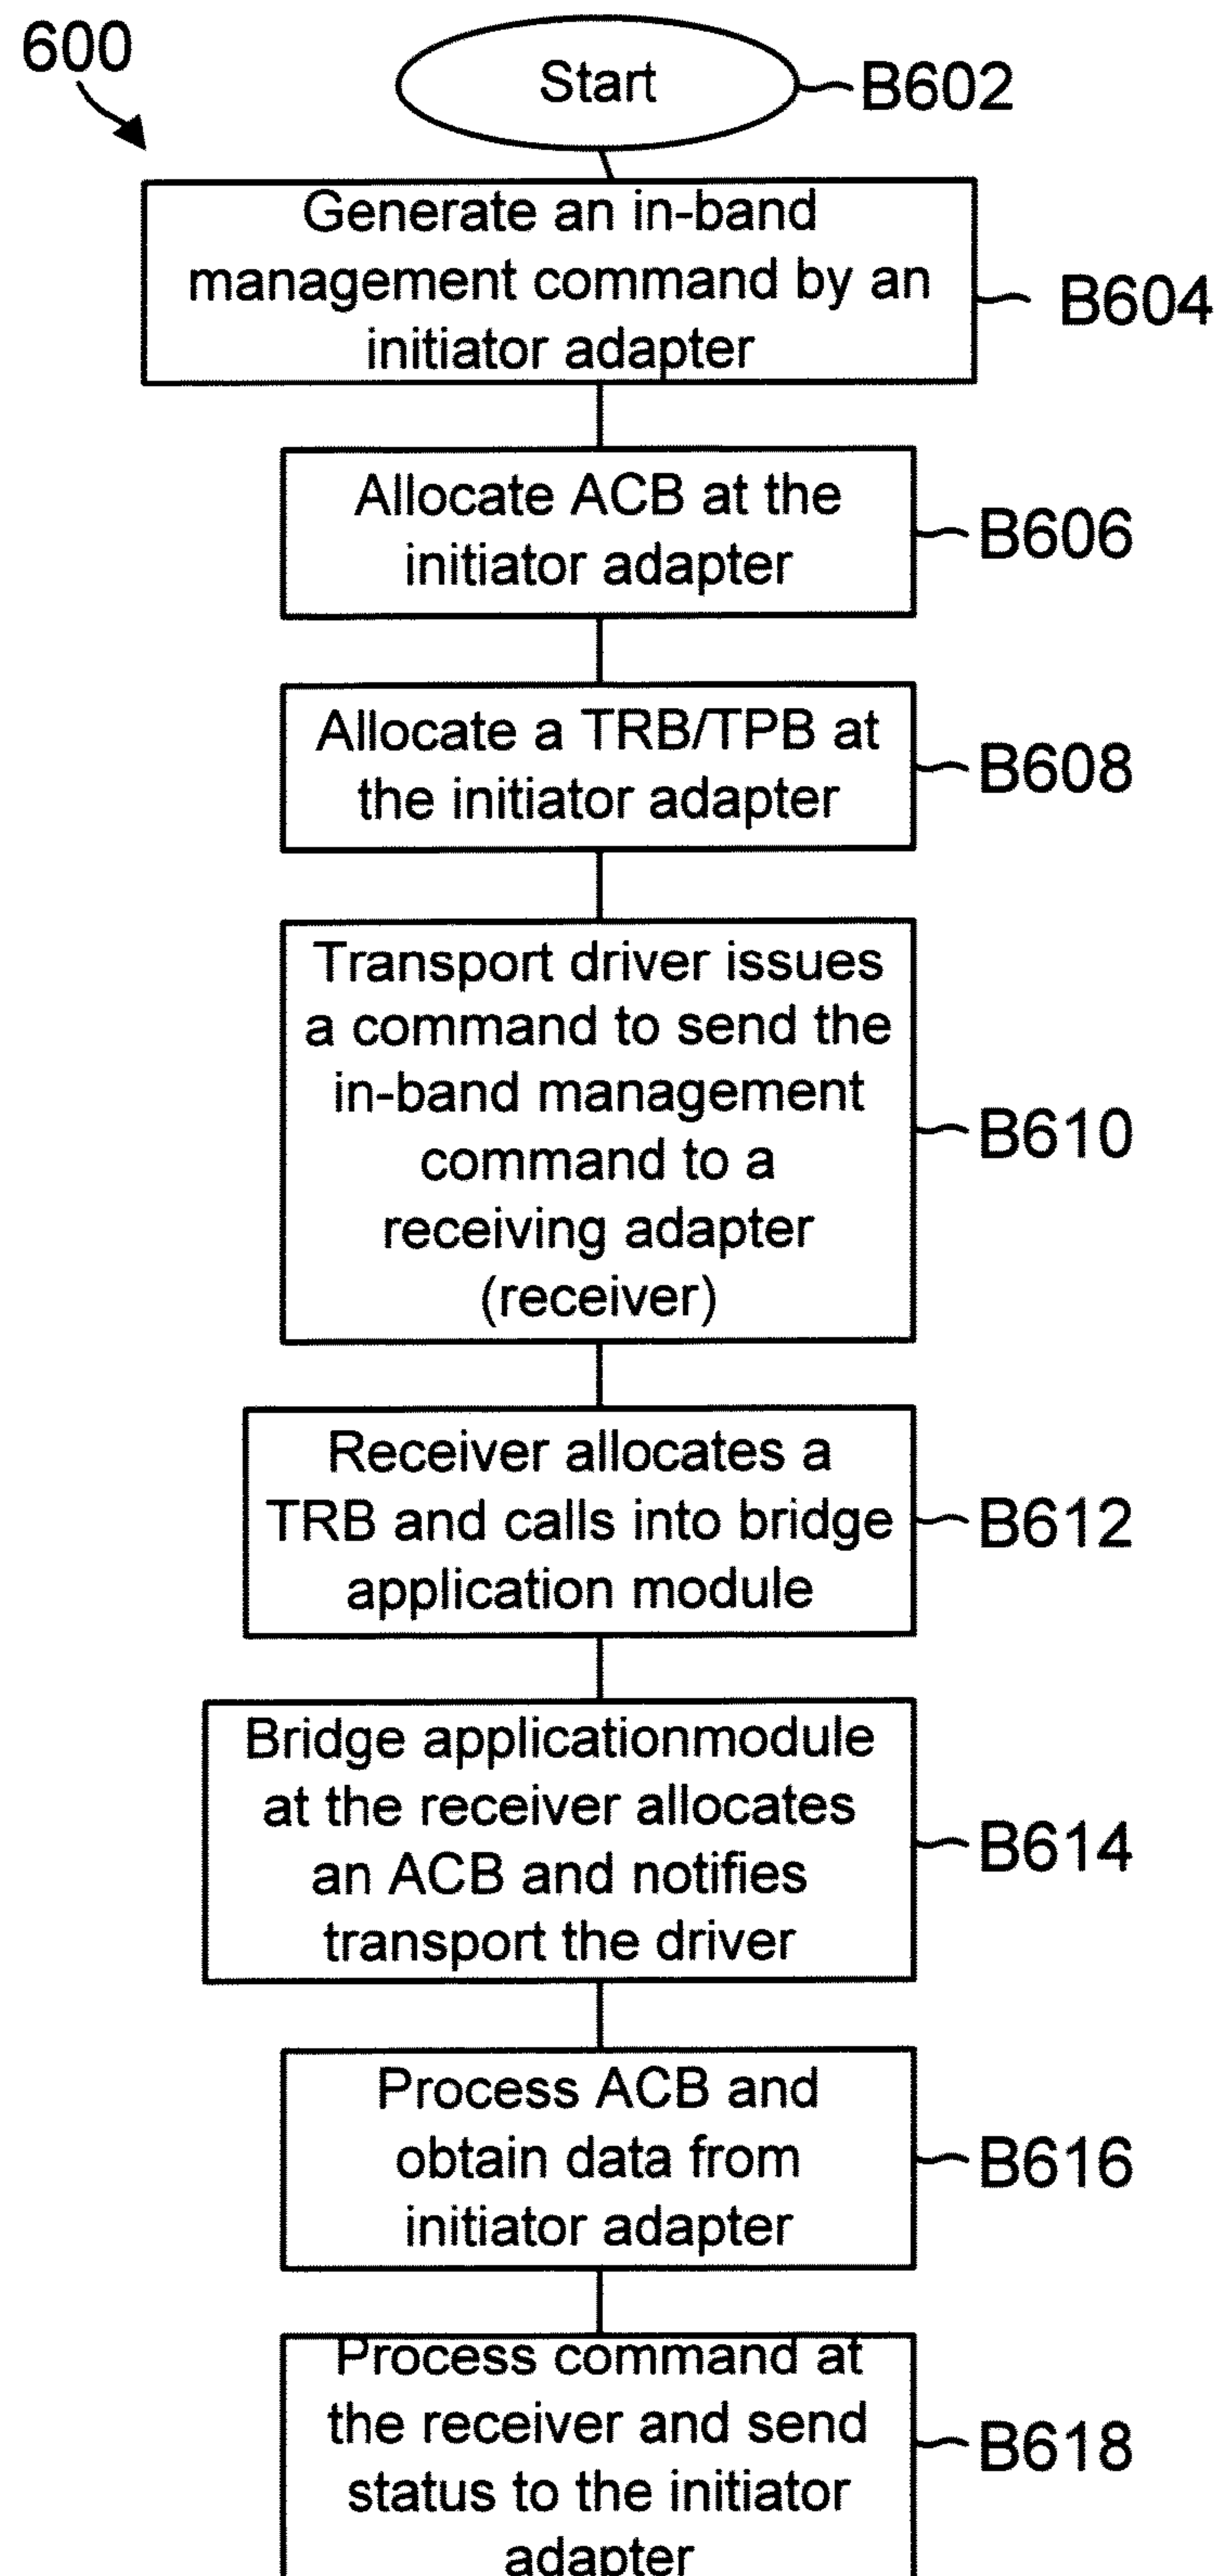 600
Start
B602
Generate an in-band
management command by an
initiator adapter
B604
Allocate ACB at the
initiator adapter
B606
Allocate a TRB/TPB at
the initiator adapter
B608
Transport driver issues
a command to send the
in-band management
command to a
receiving adapter
(receiver)
B610
Receiver allocates a
TRB and calls into bridge
application module
B612
Bridge applicationmodule
at the receiver allocates
an ACB and notifies
transport the driver
B614
Process ACB and
obtain data from
initiator adapter
B616
Process command at
the receiver and send
status to the initiator
adapter
B618